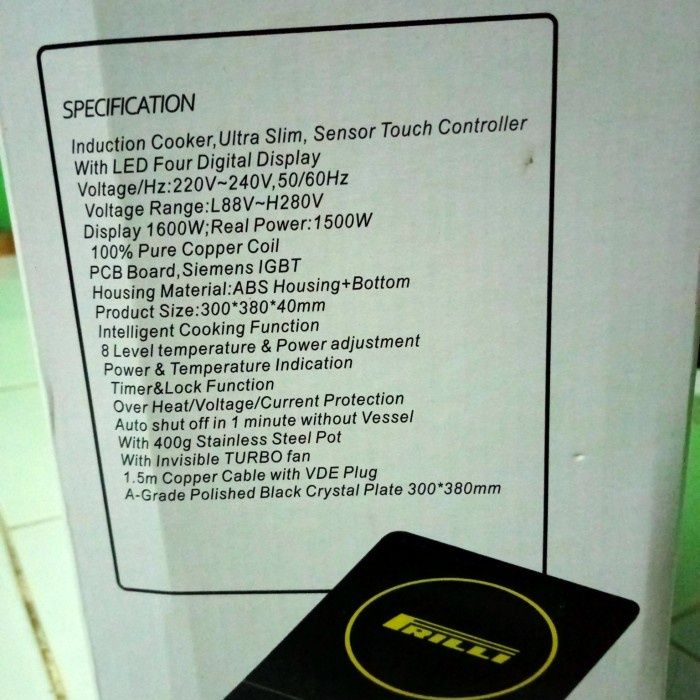 SPECIFICATION
Induction Cooker,Ultra Slim, Sensor Touch Controller
With LED Four Digital Display
Voltage/Hz:220V~240V,50/60Hz
Voltage Range:L88V~H280V
Display 1600W;Real Power:1500W
100% Pure Copper Coil
PCB Board,Siemens IGBT
Housing Material:ABS Housing+Bottom
Product Size:300*380*40mm
Intelligent Cooking Function
8 Level temperature & Power adjustment
Power & Temperature Indication
Timer&Lock Function
Over Heat/Voltage/Current Protection
Auto shut off in 1 minute without Vessel
With 400g Stainless Steel Pot
With Invisible TURBO fan
1.5m Copper Cable with VDE Plug
A-Grade Polished Black Crystal Plate 300*380mm
PRILLI